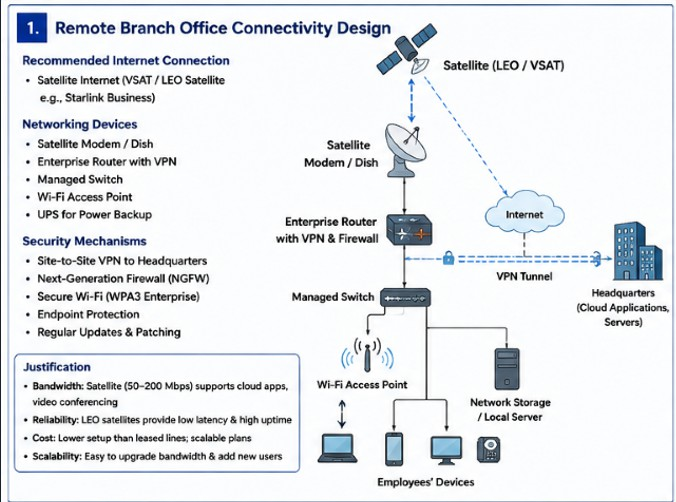 1. Remote Branch Office Connectivity Design
Recommended Internet Connection
• Satellite Internet (VSAT / LEO Satellite
e.g., Starlink Business)
Networking Devices
• Satellite Modem / Dish
• Enterprise Router with VPN
• Managed Switch
• Wi-Fi Access Point
• UPS for Power Backup
Security Mechanisms
• Site-to-Site VPN to Headquarters
• Next-Generation Firewall (NGFW)
• Secure Wi-Fi (WPA3 Enterprise)
• Endpoint Protection
• Regular Updates & Patching
Justification
• Bandwidth: Satellite (50–200 Mbps) supports cloud apps,
video conferencing
• Reliability: LEO satellites provide low latency & high uptime
• Cost: Lower setup than leased lines; scalable plans
• Scalability: Easy to upgrade bandwidth & add new users
Satellite (LEO / VSAT)
Satellite
Modem / Dish
Internet
Enterprise Router
with VPN & Firewall
VPN Tunnel
Headquarters
(Cloud Applications,
Servers)
Managed Switch
Wi-Fi Access Point
Network Storage
/ Local Server
Employees' Devices